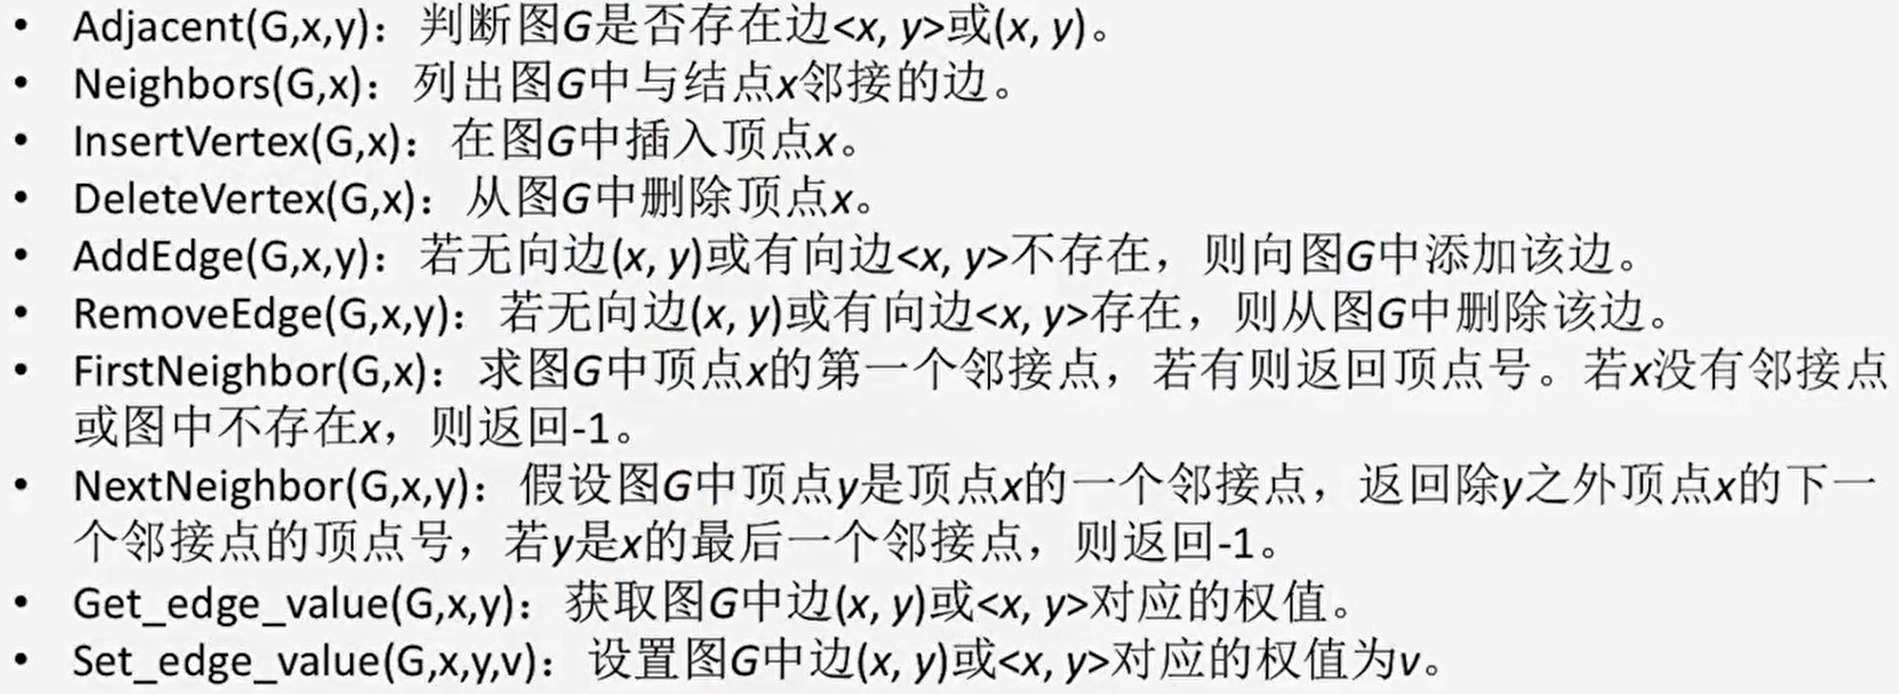 • Adjacent(G,x,y)：判断图G是否存在边<x, y>或(x, y)。
• Neighbors(G,x)：列出图G中与结点x邻接的边。
• InsertVertex(G,x)：在图G中插入顶点x。
• DeleteVertex(G,x)：从图G中删除顶点x。
• AddEdge(G,x,y)：若无向边(x, y)或有向边<x, y>不存在，则向图G中添加该边。
• RemoveEdge(G,x,y)：若无向边(x, y)或有向边<x, y>存在，则从图G中删除该边。
• FirstNeighbor(G,x)：求图G中顶点x的第一个邻接点，若有则返回顶点号。若x没有邻接点
或图中不存在x，则返回-1。
• NextNeighbor(G,x,y)：假设图G中顶点y是顶点x的一个邻接点，返回除y之外顶点x的下一
个邻接点的顶点号，若y是x的最后一个邻接点，则返回-1。
• Get_edge_value(G,x,y)：获取图G中边(x, y)或<x, y>对应的权值。
• Set_edge_value(G,x,y,v)：设置图G中边(x, y)或<x, y>对应的权值为v。